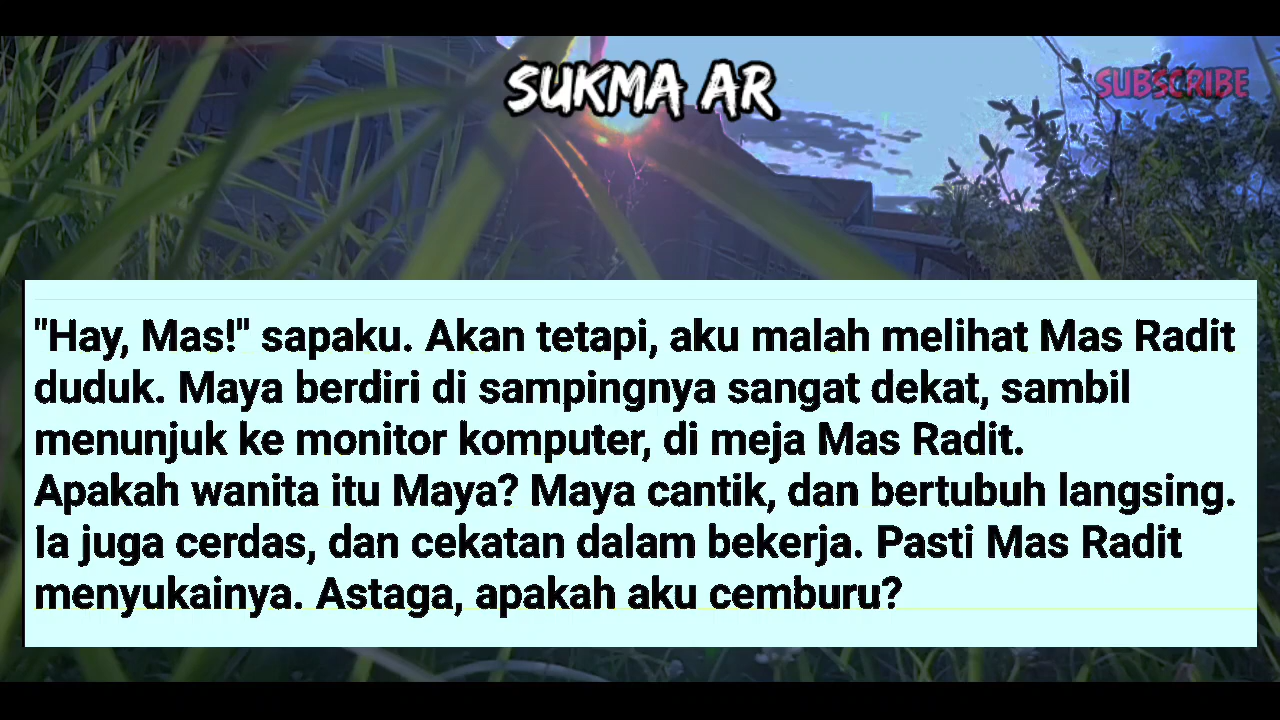 SUKMA AR
SUBSCRIBE
"Hay, Mas!" sapaku. Akan tetapi, aku malah melihat Mas Radit
duduk. Maya berdiri di sampingnya sangat dekat, sambil
menunjuk ke monitor komputer, di meja Mas Radit.
Apakah wanita itu Maya? Maya cantik, dan bertubuh langsing.
Ia juga cerdas, dan cekatan dalam bekerja. Pasti Mas Radit
menyukainya. Astaga, apakah aku cemburu?